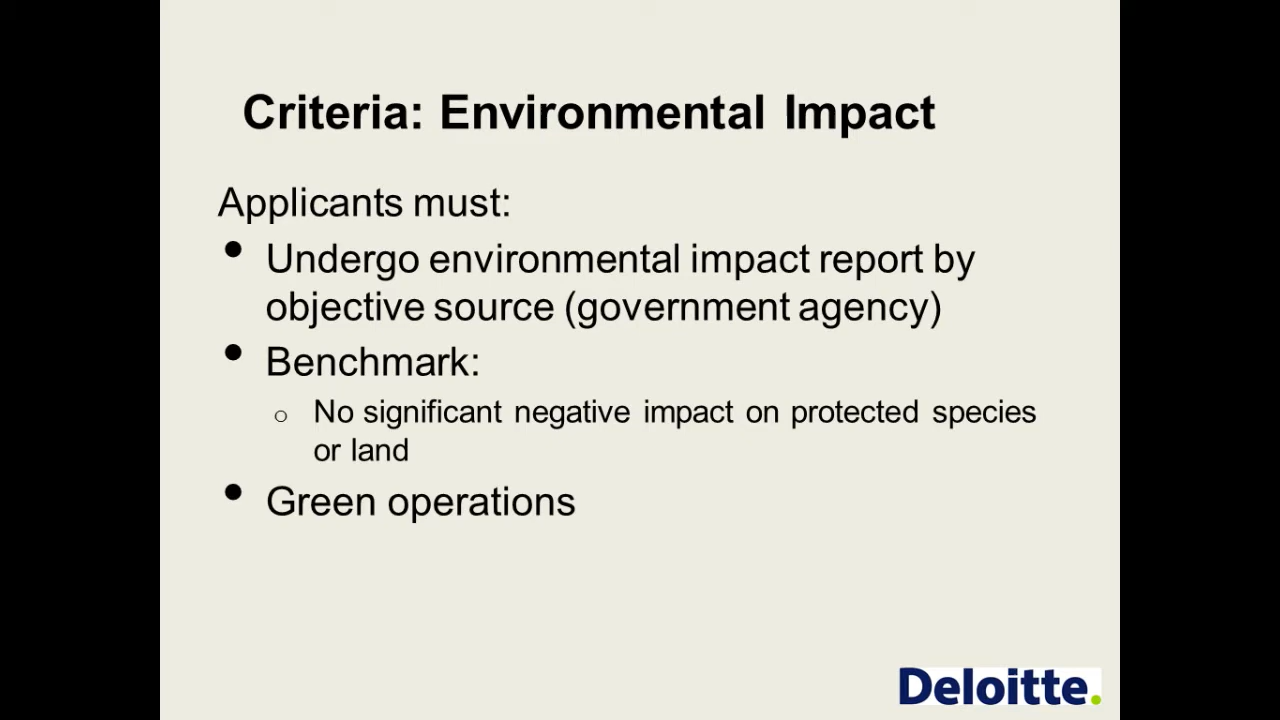 Criteria: Environmental Impact
Applicants must:
• Undergo environmental impact report by
objective source (government agency)
• Benchmark:
o No significant negative impact on protected species
or land
• Green operations
Deloitte.